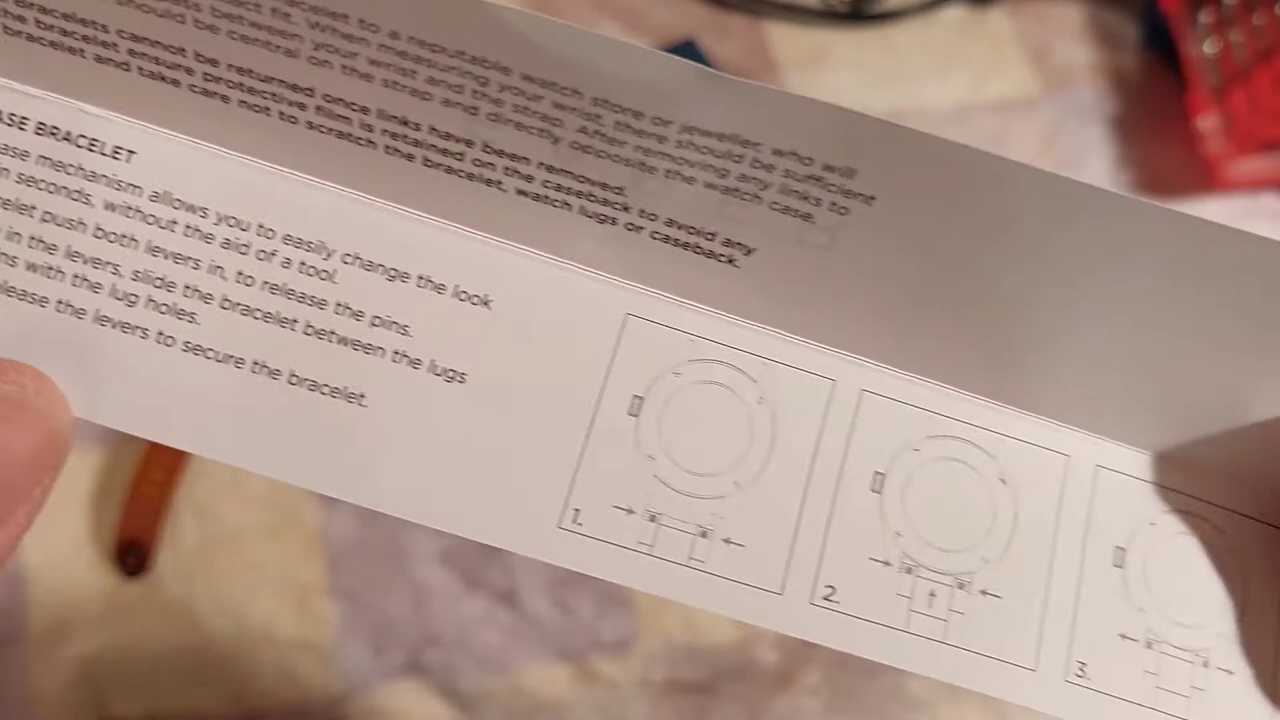 bracelet to a reputable watch store or jeweller who will
fit. When measuring your wrist, there should be sufficient
between your wrist and the strap. After removing any links to
should be central on the strap and directly opposite the watch case.
Bracelets cannot be returned once links have been removed.
the bracelet ensure protective film is retained on the caseback to avoid any
bracelet and take care not to scratch the bracelet, watch lugs or caseback.
ASE BRACELET
ase mechanism allows you to easily change the look
n seconds, without the aid of a tool.
elet push both levers in, to release the pins.
in the levers, slide the bracelet between the lugs
ns with the lug holes.
lease the levers to secure the bracelet.
1.
2.
3.